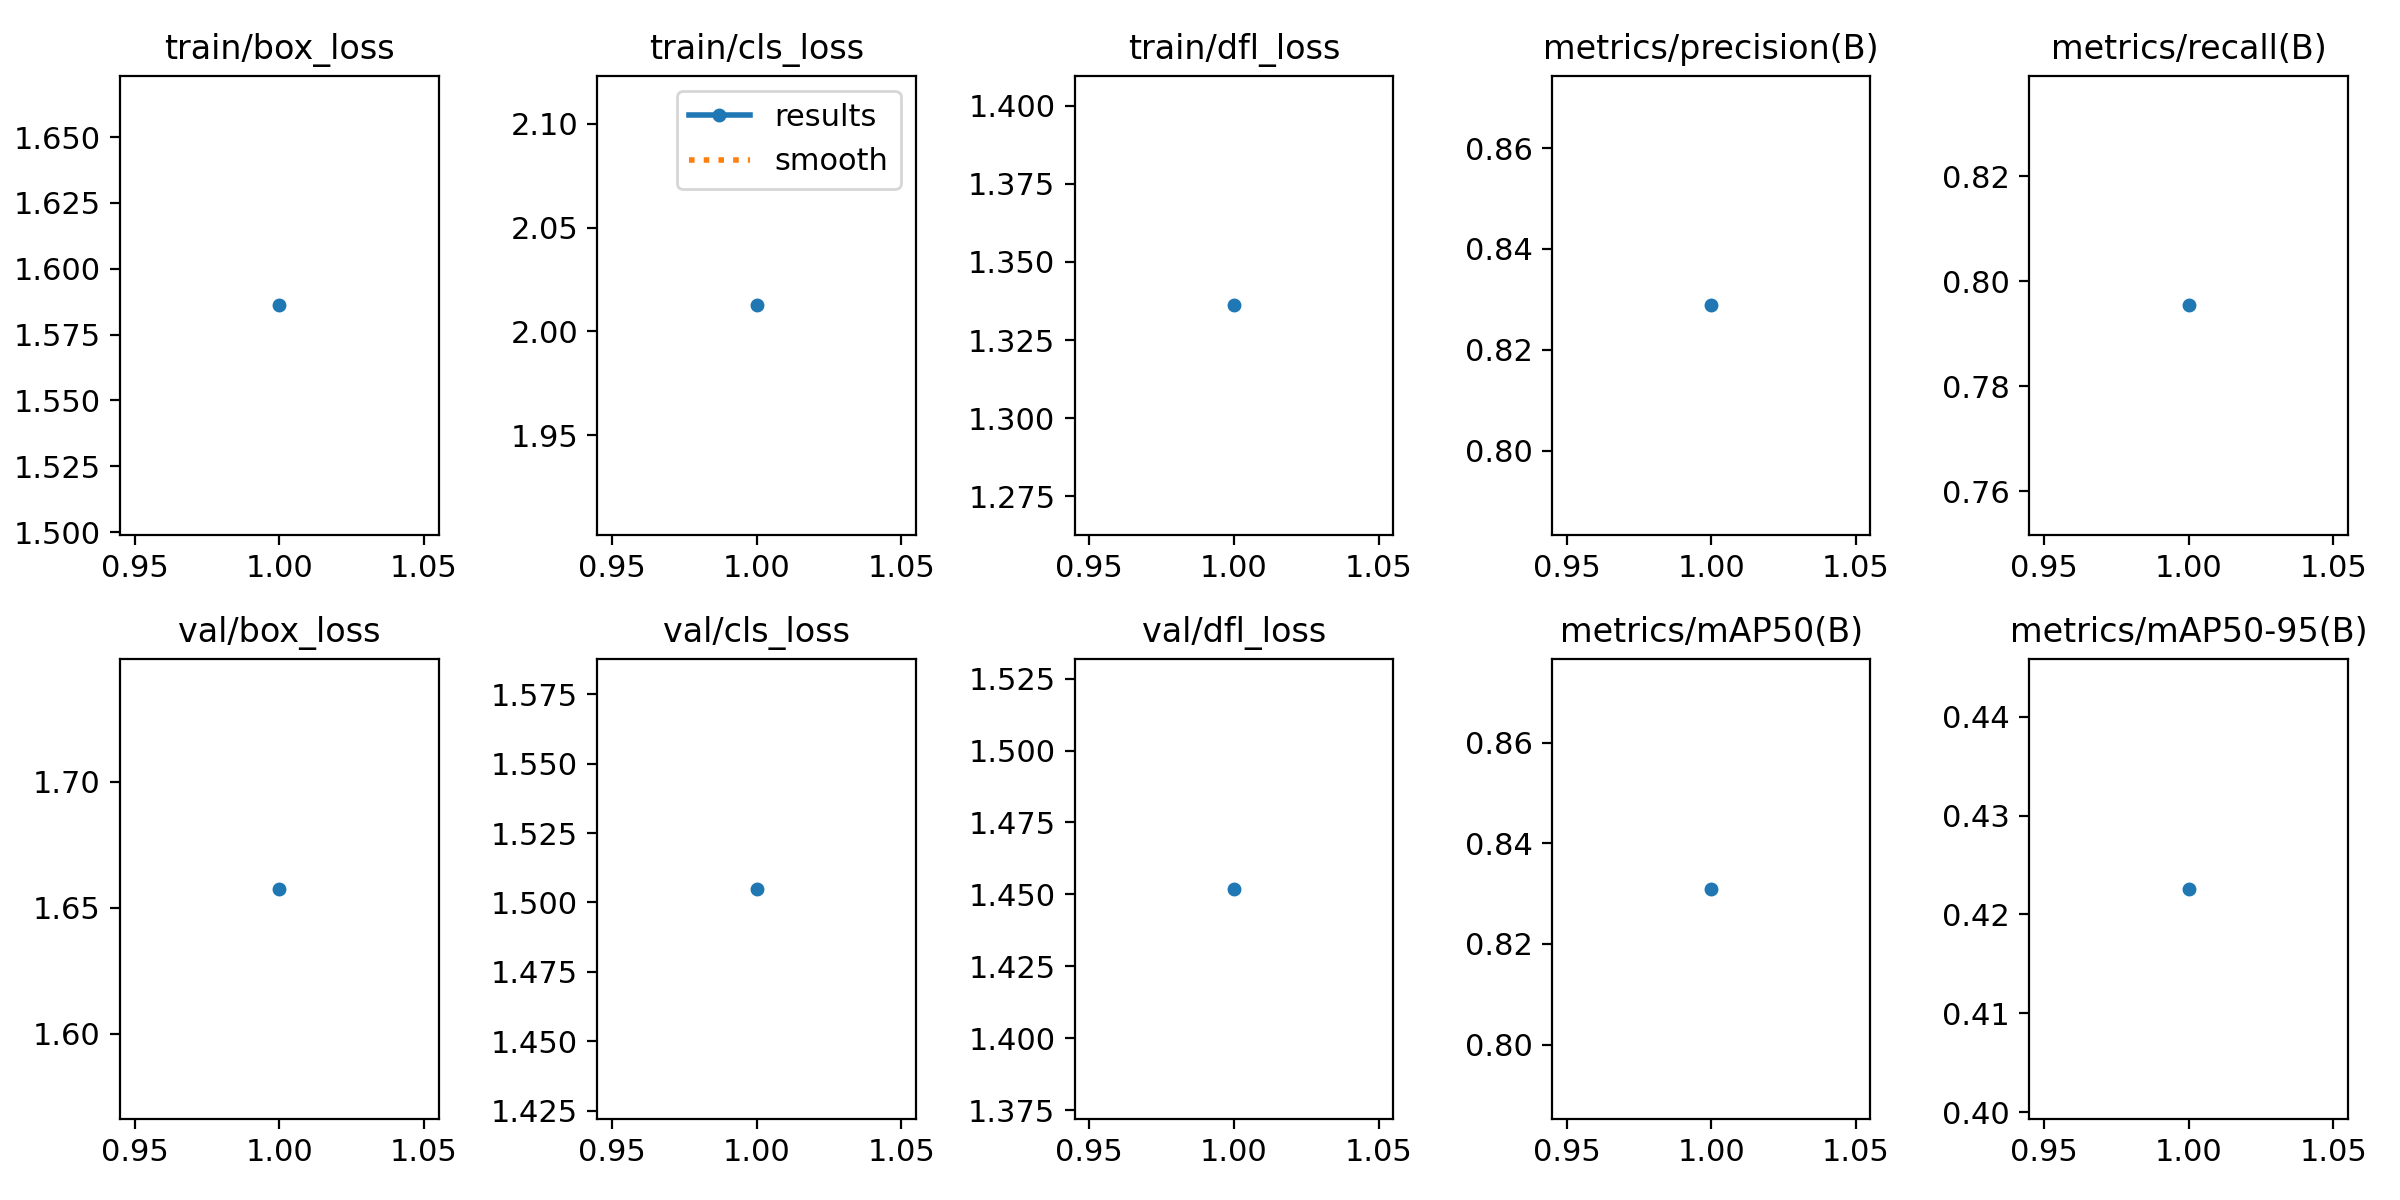 train/box_loss
1.650
1.625
1.600
1.575
1.550
1.525
1.500
0.95 1.00 1.05
train/cls_loss
results
smooth
2.10
2.05
2.00
1.95
0.95 1.00 1.05
train/dfl_loss
1.400
1.375
1.350
1.325
1.300
1.275
0.95 1.00 1.05
metrics/precision(B)
0.86
0.84
0.82
0.80
0.95 1.00 1.05
metrics/recall(B)
0.82
0.80
0.78
0.76
0.95 1.00 1.05
val/box_loss
1.70
1.65
1.60
0.95 1.00 1.05
val/cls_loss
1.575
1.550
1.525
1.500
1.475
1.450
1.425
0.95 1.00 1.05
val/dfl_loss
1.525
1.500
1.475
1.450
1.425
1.400
1.375
0.95 1.00 1.05
metrics/mAP50(B)
0.86
0.84
0.82
0.80
0.95 1.00 1.05
metrics/mAP50-95(B)
0.44
0.43
0.42
0.41
0.40
0.95 1.00 1.05